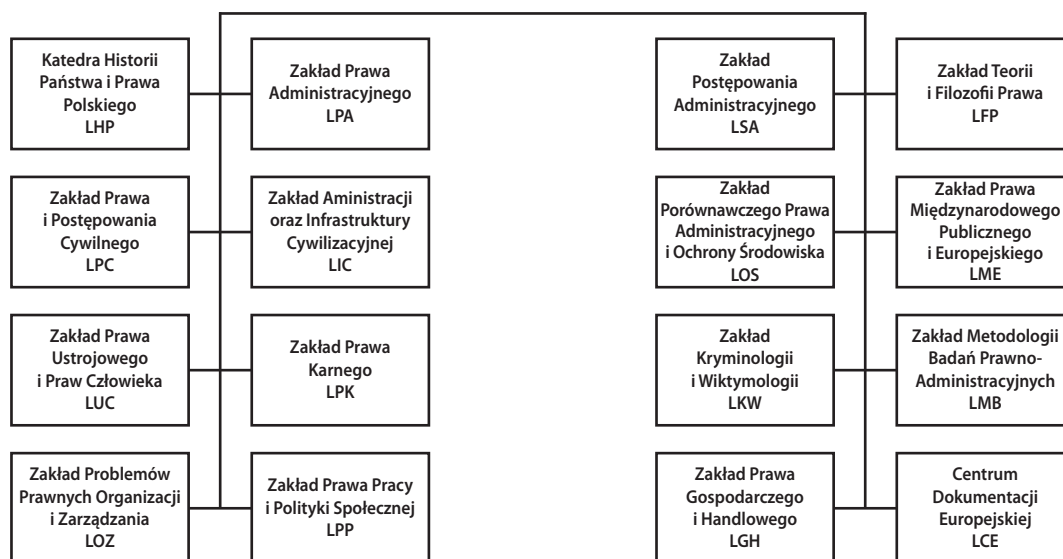 Katedra Historii
Państwa i Prawa
Polskiego
LHP
Zakład Prawa
Administracyjnego
LPA
Zakład
Postępowania
Administracyjnego
LSA
Zakład Teorii
i Filozofii Prawa
LFP
Zakład Prawa
i Postępowania
Cywilnego
LPC
Zakład Aministracji
oraz Infrastruktury
Cywilizacyjnej
LIC
Zakład
Porównawczego Prawa
Administracyjnego
i Ochrony Środowiska
LOS
Zakład Prawa
Międzynarodowego
Publicznego
i Europejskiego
LME
Zakład Prawa
Ustrojowego
i Praw Człowieka
LUC
Zakład Prawa
Karnego
LPK
Zakład
Kryminologii
i Wiktymologii
LKW
Zakład Metodologii
Badań Prawno-
Administracyjnych
LMB
Zakład Problemów
Prawnych Organizacji
i Zarządzania
LOZ
Zakład Prawa Pracy
i Polityki Społecznej
LPP
Zakład Prawa
Gospodarczego
i Handlowego
LGH
Centrum
Dokumentacji
Europejskiej
LCE